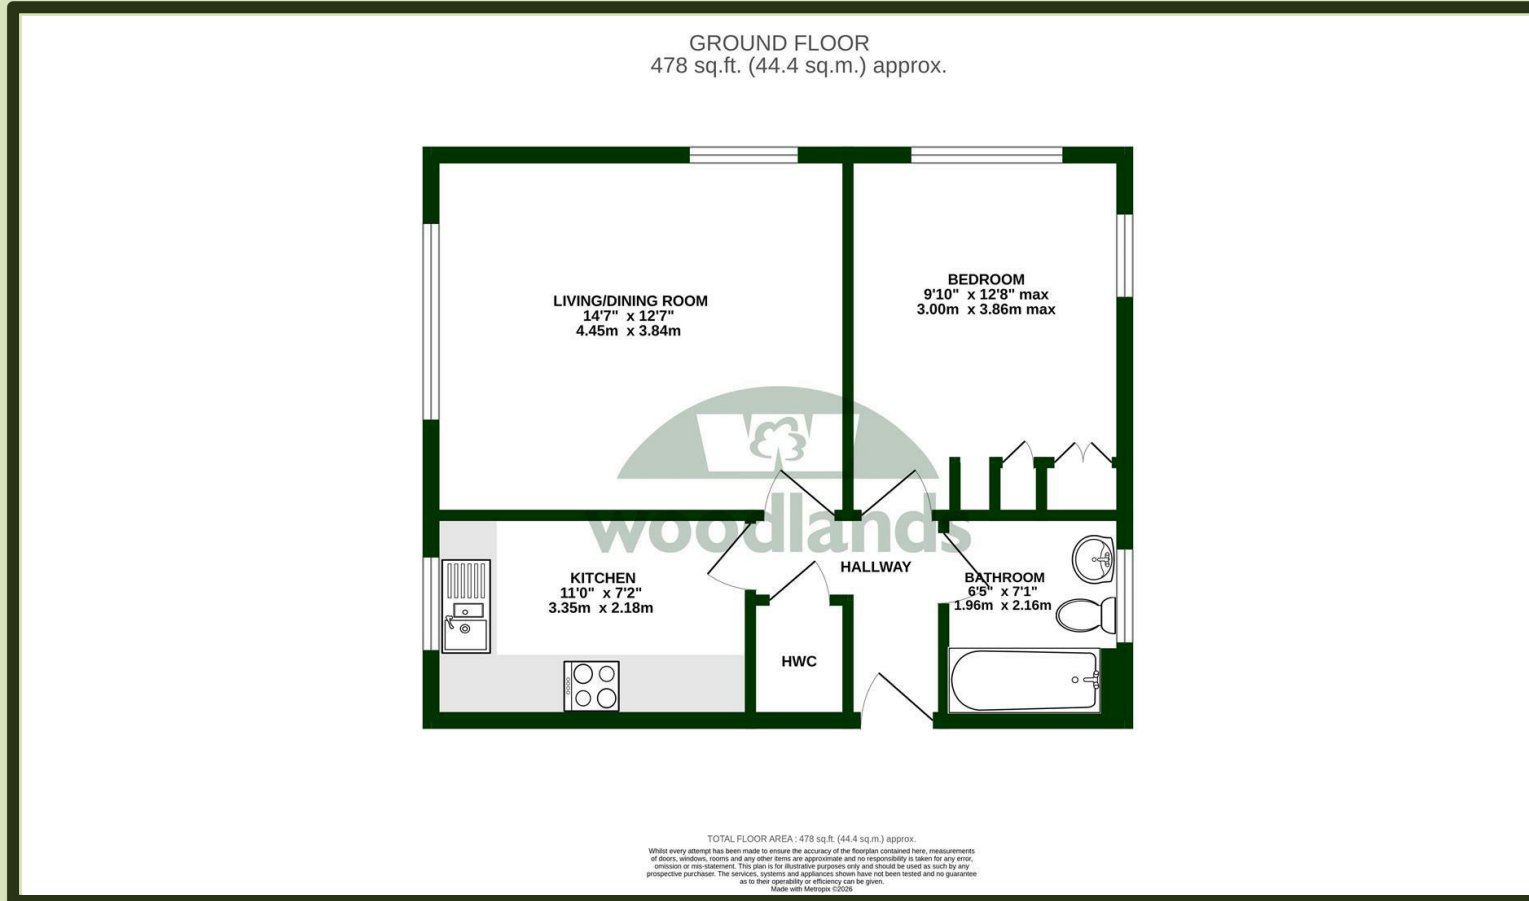 GROUND FLOOR
478 sq.ft. (44.4 sq.m.) approx.
LIVING/DINING ROOM
14'7" x 12'7"
4.45m x 3.84m
BEDROOM
9'10" x 12'8" max
3.00m x 3.86m max
woodlands
KITCHEN
11'0" x 7'2"
3.35m x 2.18m
HALLWAY
BATHROOM
6'5" x 7'1"
1.96m x 2.16m
HWC
TOTAL FLOOR AREA : 478 sq.ft. (44.4 sq.m.) approx.
Whilst every attempt has been made to ensure the accuracy of the floorplan contained here, measurements
of doors, windows, rooms and any other items are approximate and no responsibility is taken for any error,
omission or mis-statement. This plan is for illustrative purposes only and should be used as such by any
prospective purchaser. The services, systems and appliances shown have not been tested and no guarantee
as to their operability or efficiency can be given.
Made with Metropix ©2026